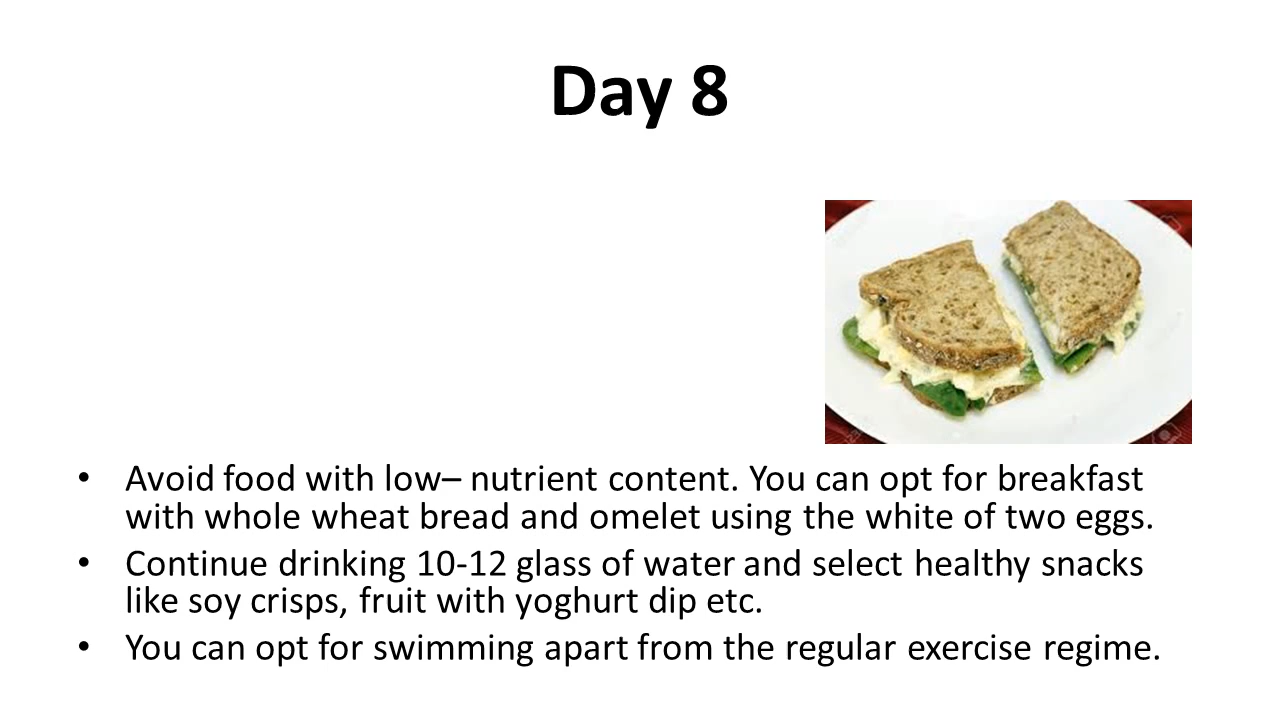 Day 8
• Avoid food with low– nutrient content. You can opt for breakfast
with whole wheat bread and omelet using the white of two eggs.
• Continue drinking 10-12 glass of water and select healthy snacks
like soy crisps, fruit with yoghurt dip etc.
• You can opt for swimming apart from the regular exercise regime.